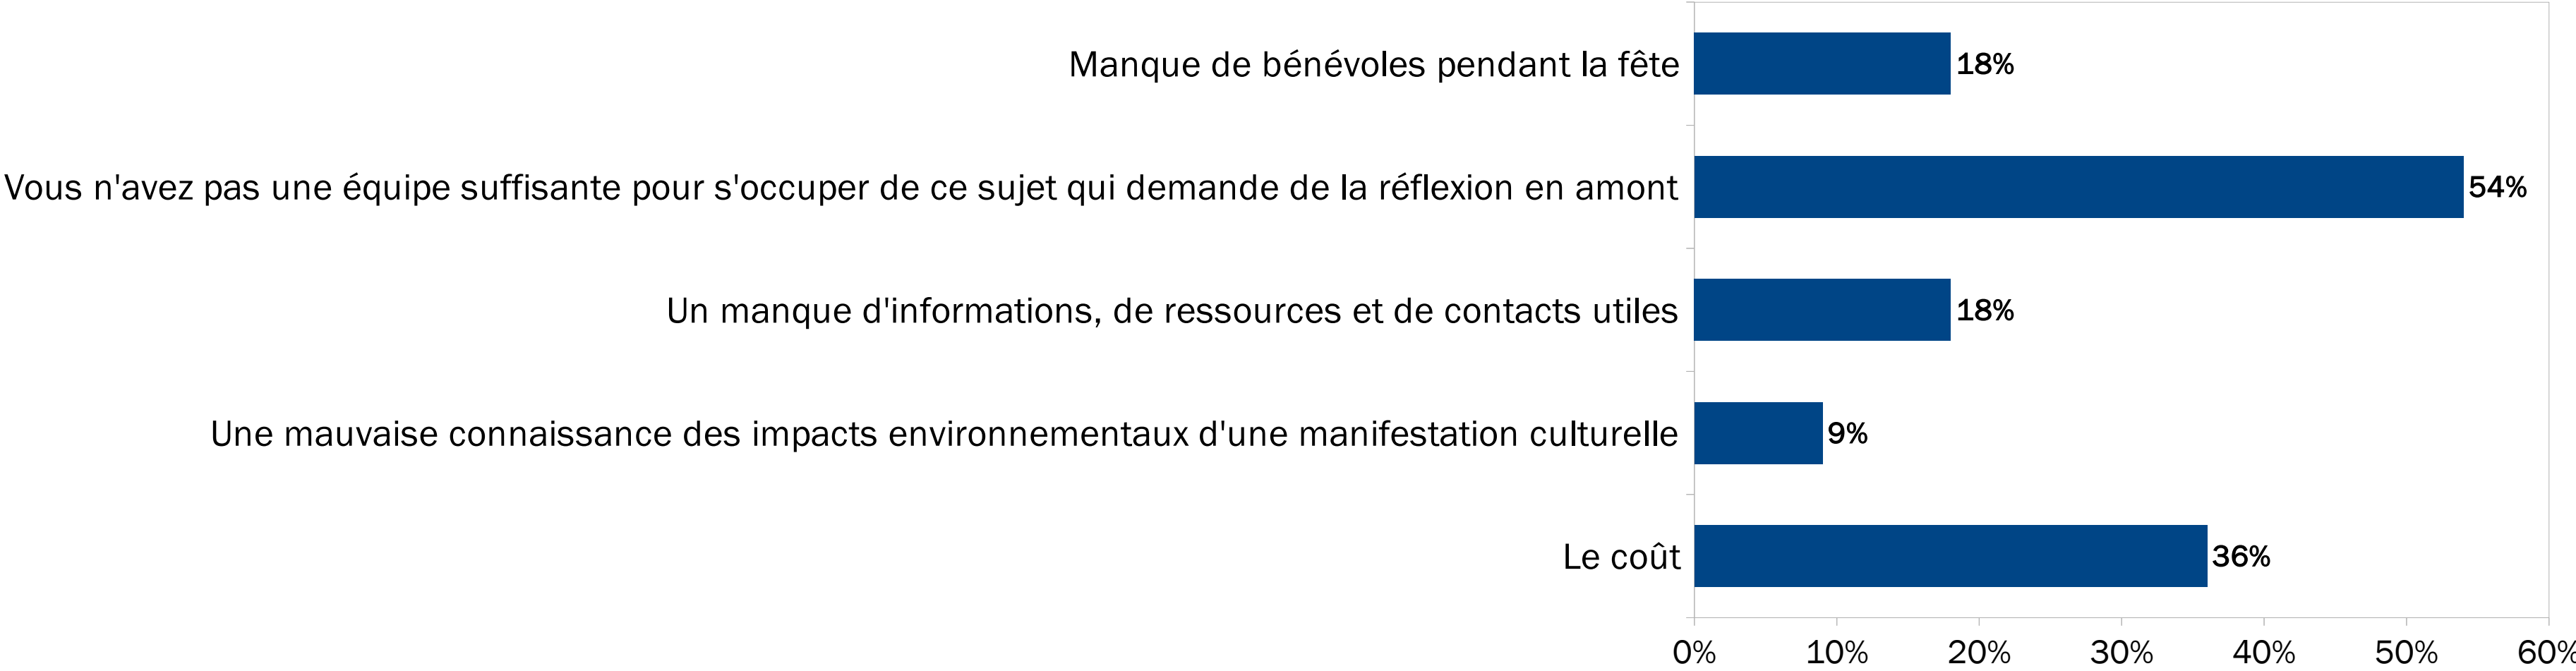 Manque de bénévoles pendant la fête 18%
Vous n'avez pas une équipe suffisante pour s'occuper de ce sujet qui demande de la réflexion en amont 54%
Un manque d'informations, de ressources et de contacts utiles 18%
Une mauvaise connaissance des impacts environnementaux d'une manifestation culturelle 9%
Le coût 36%
0% 10% 20% 30% 40% 50% 60%